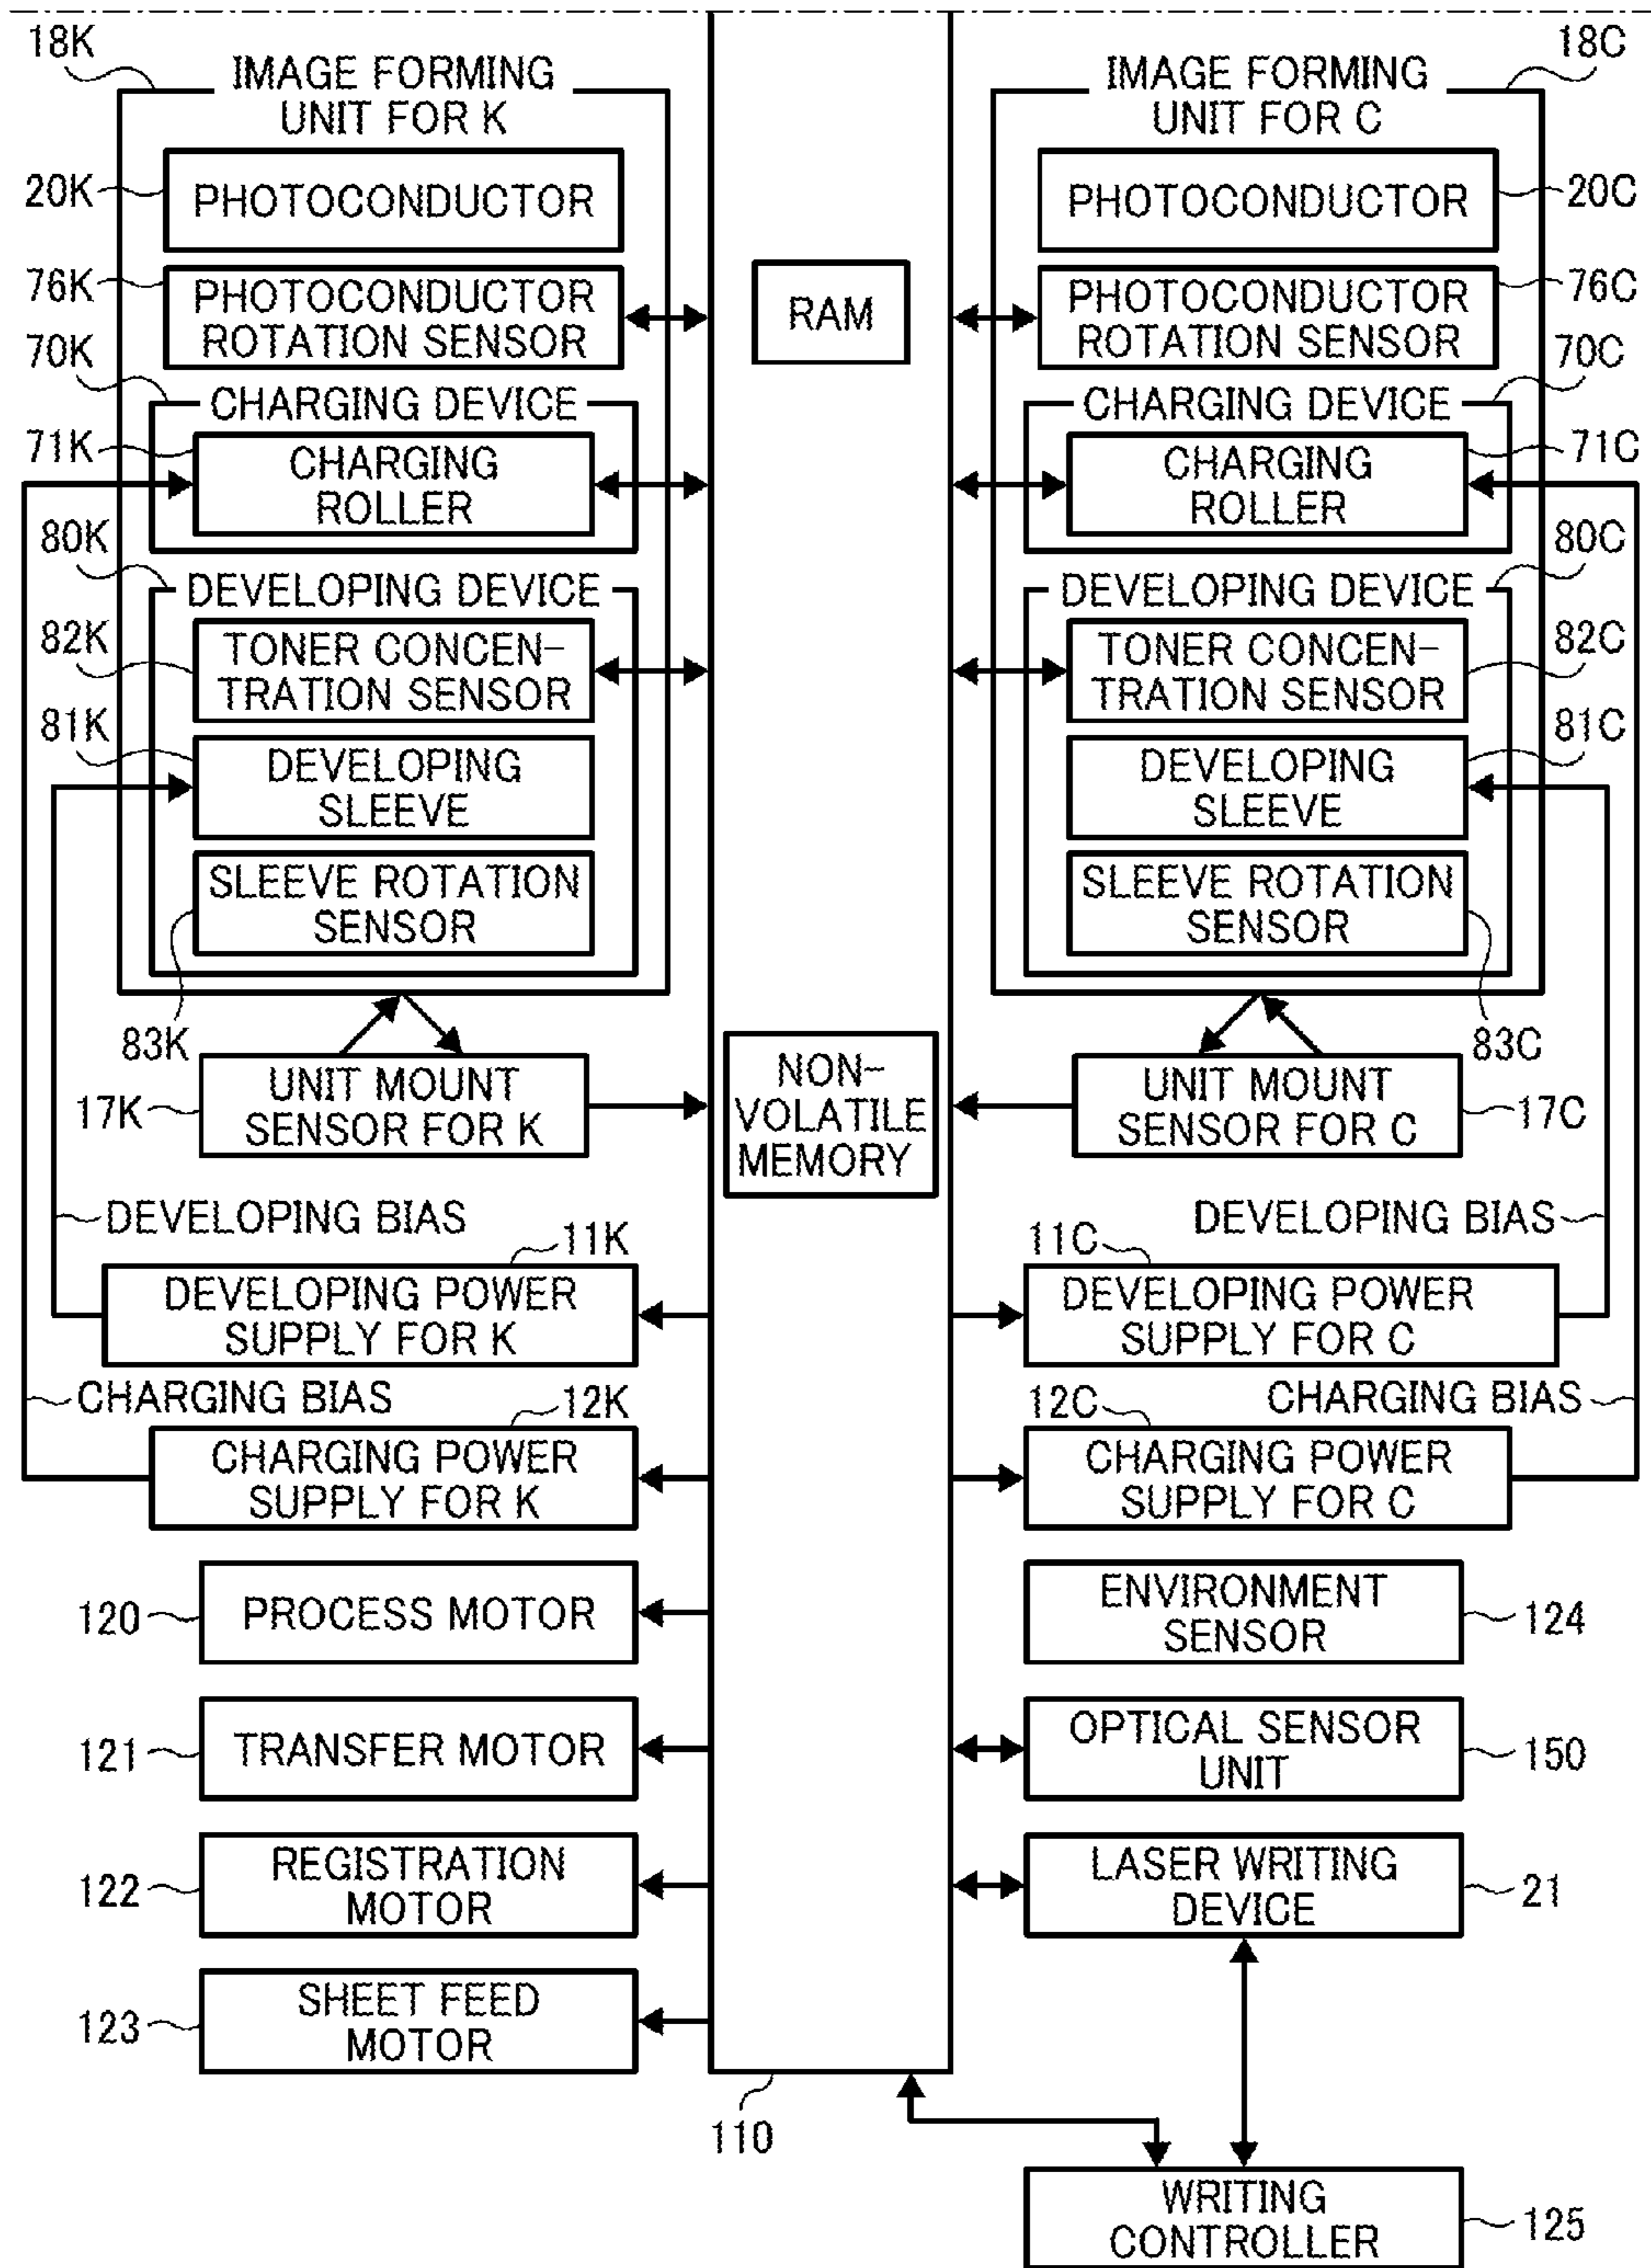 18K
IMAGE FORMING
UNIT FOR K
20K
PHOTOCONDUCTOR
76K
PHOTOCONDUCTOR
ROTATION SENSOR
70K
CHARGING DEVICE
71K
CHARGING
ROLLER
80K
DEVELOPING DEVICE
82K
TONER CONCEN-
TRATION SENSOR
81K
DEVELOPING
SLEEVE
SLEEVE ROTATION
SENSOR
83K
UNIT MOUNT
SENSOR FOR K
17K
DEVELOPING BIAS
11K
DEVELOPING POWER
SUPPLY FOR K
CHARGING BIAS
12K
CHARGING POWER
SUPPLY FOR K
120
PROCESS MOTOR
121
TRANSFER MOTOR
122
REGISTRATION
MOTOR
123
SHEET FEED
MOTOR
RAM
NON-
VOLATILE
MEMORY
110
18C
IMAGE FORMING
UNIT FOR C
20C
PHOTOCONDUCTOR
76C
PHOTOCONDUCTOR
ROTATION SENSOR
70C
CHARGING DEVICE
71C
CHARGING
ROLLER
80C
DEVELOPING DEVICE
82C
TONER CONCEN-
TRATION SENSOR
81C
DEVELOPING
SLEEVE
SLEEVE ROTATION
SENSOR
83C
UNIT MOUNT
SENSOR FOR C
17C
DEVELOPING BIAS
11C
DEVELOPING POWER
SUPPLY FOR C
CHARGING BIAS
12C
CHARGING POWER
SUPPLY FOR C
ENVIRONMENT
SENSOR
124
OPTICAL SENSOR
UNIT
150
LASER WRITING
DEVICE
21
WRITING
CONTROLLER
125